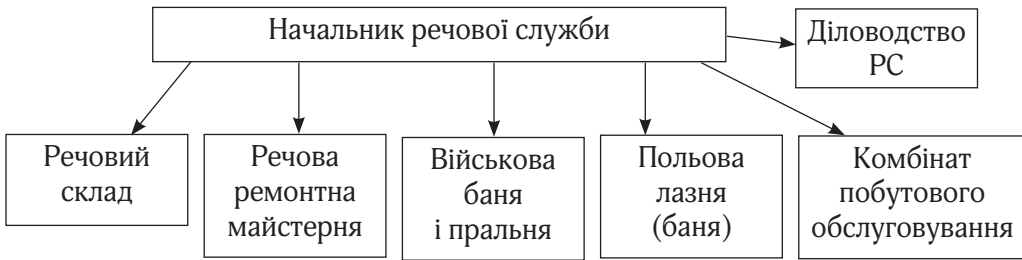 Начальник речової служби
Діловодство
РС
Речовий
склад
Речова
ремонтна
майстерня
Військова
баня
і пральня
Польова
лазня
(баня)
Комбінат
побутового
обслуговування